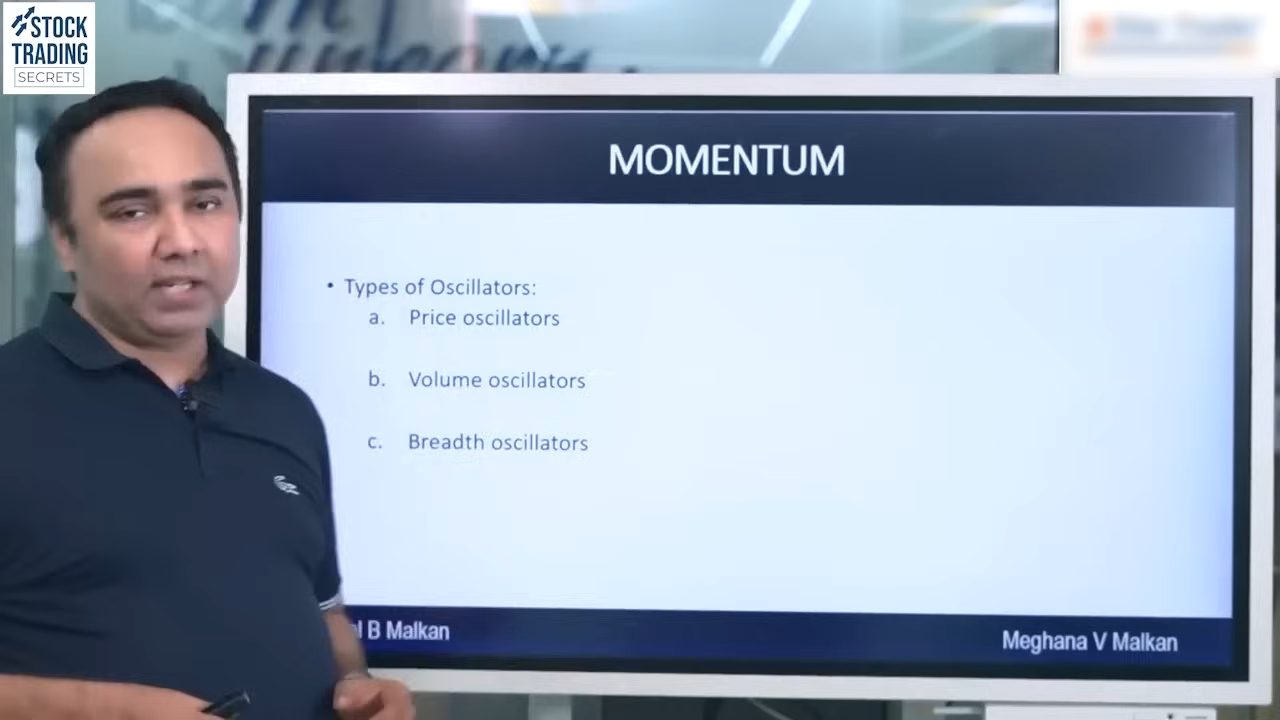 STOCK
TRADING
SECRETS
MOMENTUM
• Types of Oscillators:
a. Price oscillators
b. Volume oscillators
c. Breadth oscillators
B Malkan
Meghana V Malkan